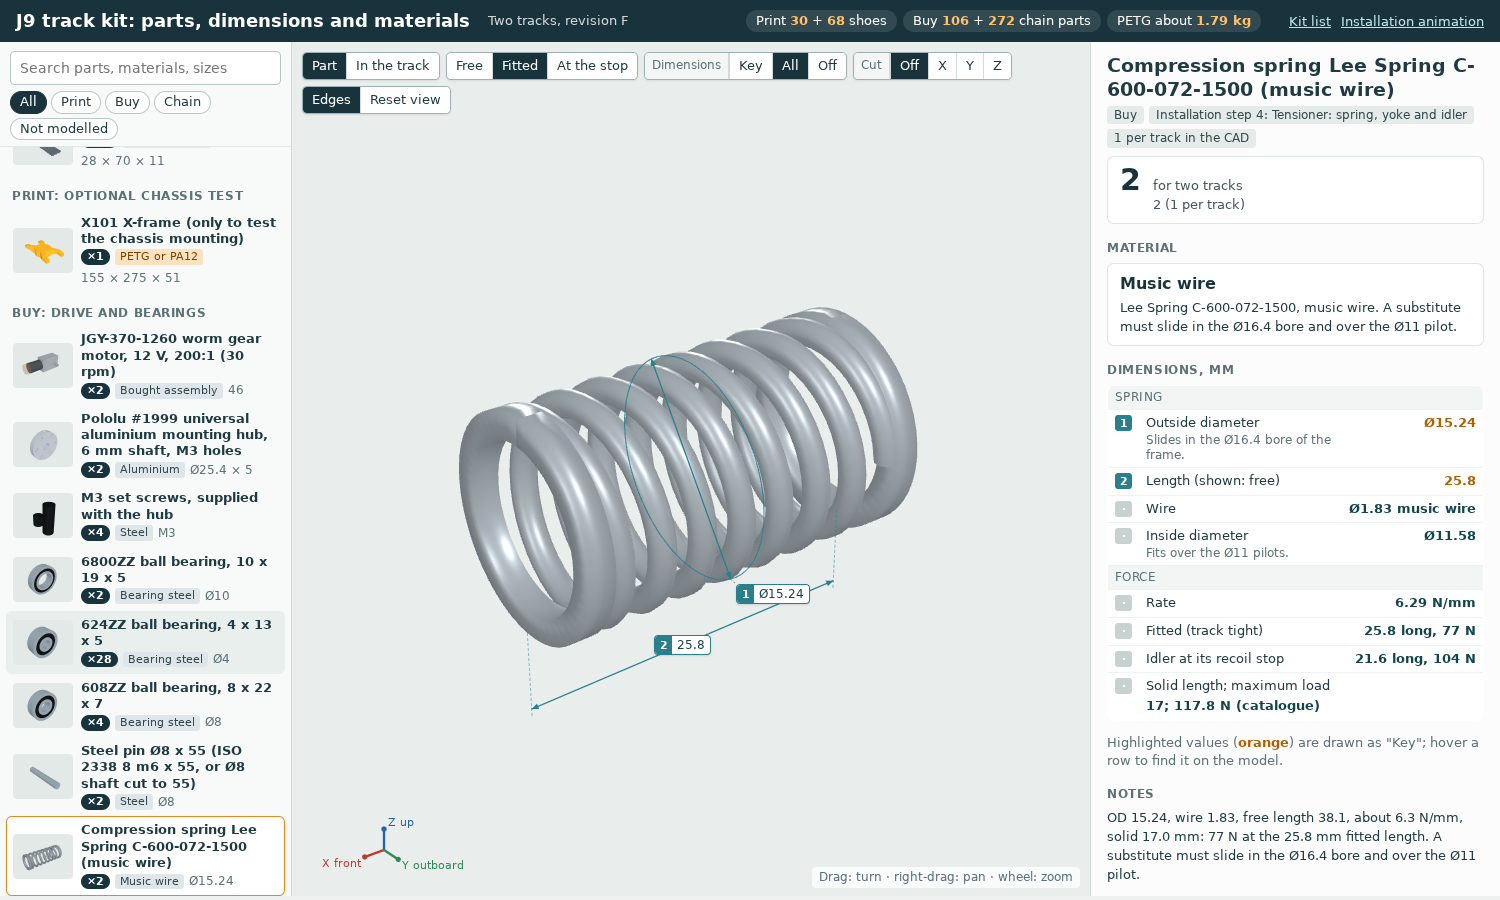 J9 track kit: parts, dimensions and materials
Two tracks, revision F
Print 30 + 68 shoes
Buy 106 + 272 chain parts
PETG about 1.79 kg
Kit list
Installation animation
Search parts, materials, sizes
All
Print
Buy
Chain
Not modelled
28 × 70 × 11
PRINT: OPTIONAL CHASSIS TEST
X101 X-frame (only to test
the chassis mounting)
×1 PETG or PA12
155 × 275 × 51
BUY: DRIVE AND BEARINGS
JGY-370-1260 worm gear
motor, 12 V, 200:1 (30
rpm)
×2 Bought assembly 46
Pololu #1999 universal
aluminium mounting hub,
6 mm shaft, M3 holes
×2 Aluminium Ø25.4 × 5
M3 set screws, supplied
with the hub
×4 Steel M3
6800ZZ ball bearing, 10 x
19 x 5
×2 Bearing steel Ø10
624ZZ ball bearing, 4 x 13
x 5
×28 Bearing steel Ø4
608ZZ ball bearing, 8 x 22
x 7
×4 Bearing steel Ø8
Steel pin Ø8 x 55 (ISO
2338 8 m6 x 55, or Ø8
shaft cut to 55)
×2 Steel Ø8
Compression spring Lee
Spring C-600-072-1500
(music wire)
×2 Music wire Ø15.24
Part In the track
Free Fitted At the stop
Dimensions Key All Off
Cut Off X Y Z
Edges Reset view
1 Ø15.24
2 25.8
Z up
X front
Y outboard
Drag: turn · right-drag: pan · wheel: zoom
Compression spring Lee Spring C-
600-072-1500 (music wire)
Buy
Installation step 4: Tensioner: spring, yoke and idler
1 per track in the CAD
2 for two tracks
2 (1 per track)
MATERIAL
Music wire
Lee Spring C-600-072-1500, music wire. A substitute
must slide in the Ø16.4 bore and over the Ø11 pilot.
DIMENSIONS, MM
SPRING
1 Outside diameter Ø15.24
Slides in the Ø16.4 bore of the
frame.
2 Length (shown: free) 25.8
· Wire Ø1.83 music wire
· Inside diameter Ø11.58
Fits over the Ø11 pilots.
FORCE
· Rate 6.29 N/mm
· Fitted (track tight) 25.8 long, 77 N
· Idler at its recoil stop 21.6 long, 104 N
· Solid length; maximum load
17; 117.8 N (catalogue)
Highlighted values (orange) are drawn as "Key"; hover a
row to find it on the model.
NOTES
OD 15.24, wire 1.83, free length 38.1, about 6.3 N/mm,
solid 17.0 mm: 77 N at the 25.8 mm fitted length. A
substitute must slide in the Ø16.4 bore and over the Ø11
pilot.